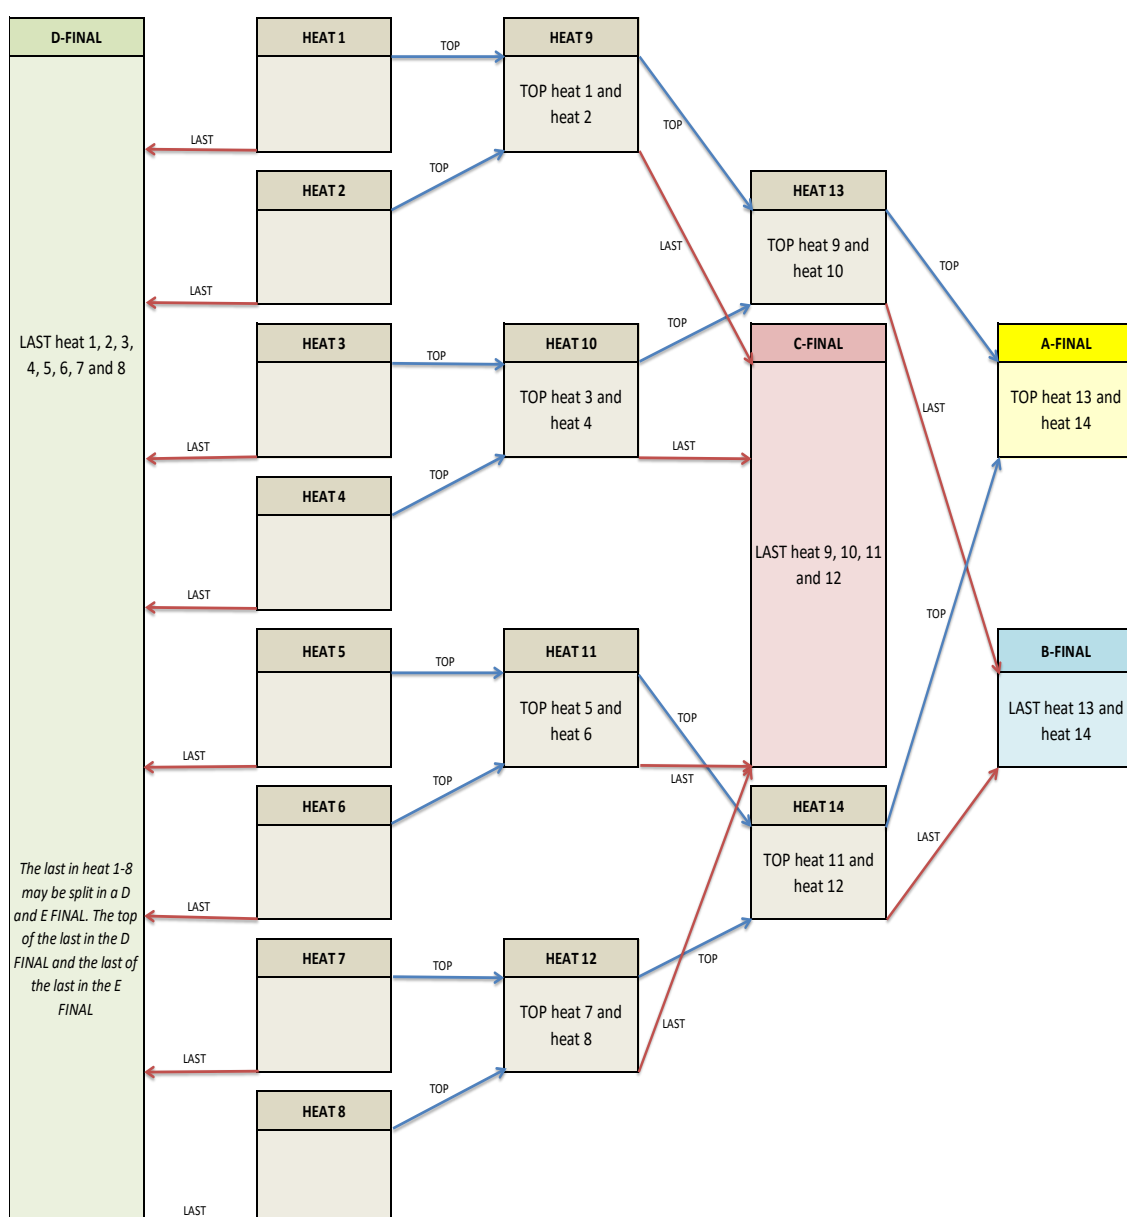 D-FINAL
LAST heat 1, 2, 3,
4, 5, 6, 7 and 8
The last in heat 1-8
may be split in a D
and E FINAL. The top
of the last in the D
FINAL and the last of
the last in the E
FINAL
HEAT 1
TOP
LAST
HEAT 2
TOP
LAST
HEAT 3
TOP
LAST
HEAT 4
TOP
LAST
HEAT 5
TOP
LAST
HEAT 6
TOP
LAST
HEAT 7
TOP
LAST
HEAT 8
TOP
LAST
HEAT 9
TOP heat 1 and
heat 2
TOP
LAST
HEAT 10
TOP heat 3 and
heat 4
TOP
LAST
HEAT 11
TOP heat 5 and
heat 6
TOP
LAST
HEAT 12
TOP heat 7 and
heat 8
TOP
LAST
HEAT 13
TOP heat 9 and
heat 10
TOP
LAST
C-FINAL
LAST heat 9, 10, 11
and 12
HEAT 14
TOP heat 11 and
heat 12
TOP
LAST
A-FINAL
TOP heat 13 and
heat 14
B-FINAL
LAST heat 13 and
heat 14